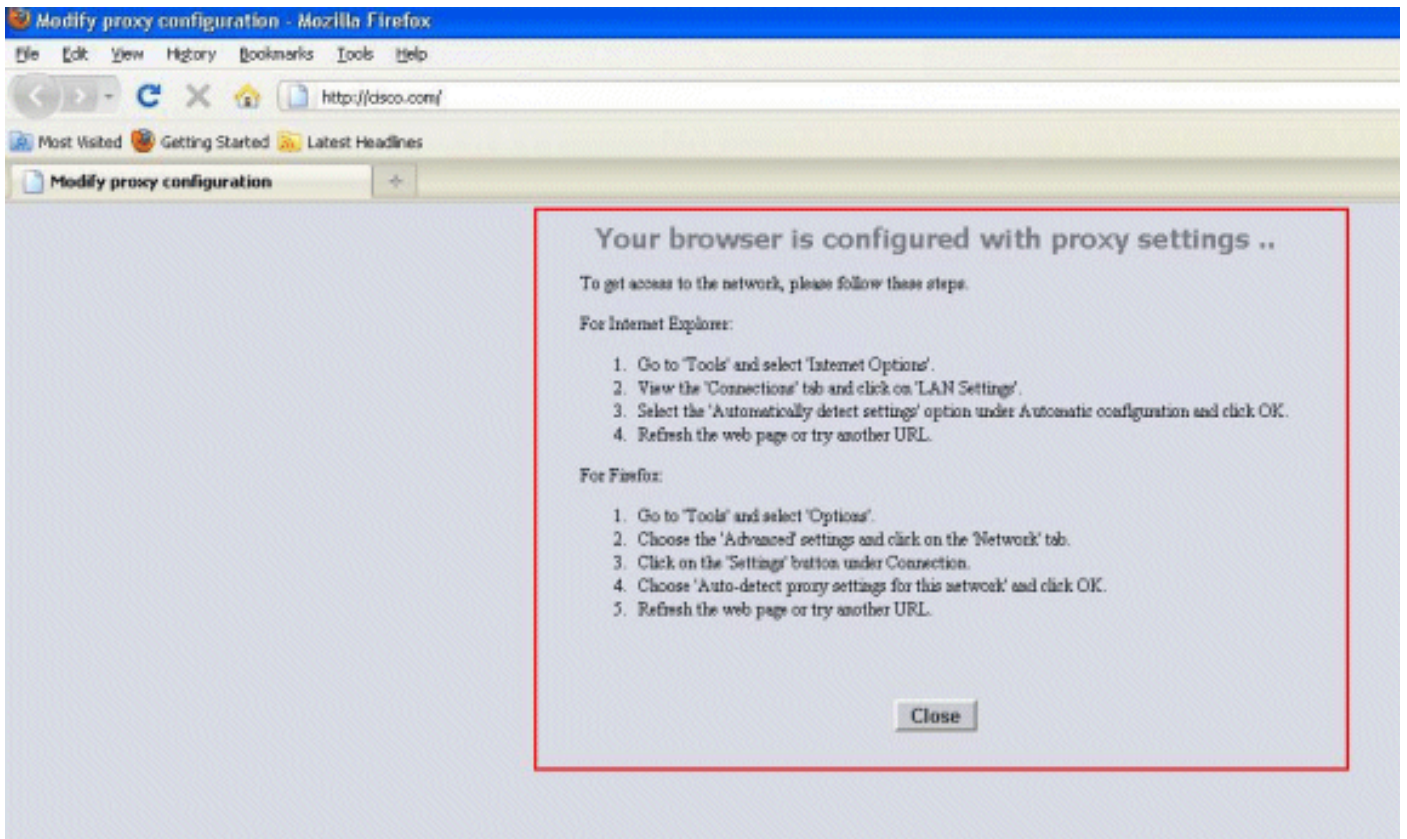 Modify proxy configuration - Mozilla Firefox
File Edit View History Bookmarks Tools Help
http://cisco.com/
Most Visited Getting Started Latest Headlines
Modify proxy configuration
Your browser is configured with proxy settings ..
To get access to the network, please follow these steps.
For Internet Explorer:
1. Go to 'Tools' and select 'Internet Options'.
2. View the 'Connections' tab and click on 'LAN Settings'.
3. Select the 'Automatically detect settings' option under Automatic configuration and click OK.
4. Refresh the web page or try another URL.
For Firefox:
1. Go to 'Tools' and select 'Options'.
2. Choose the 'Advanced' settings and click on the 'Network' tab.
3. Click on the 'Settings' button under Connection.
4. Choose 'Auto-detect proxy settings for this network' and click OK.
5. Refresh the web page or try another URL.
Close